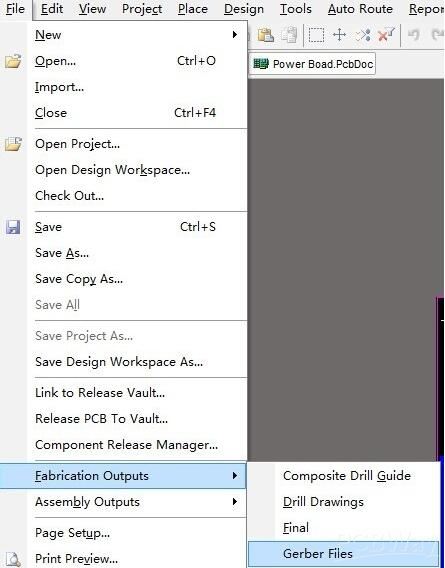 File Edit View Project Place Design Tools Auto Route Repor
New
Open... Ctrl+O
Power Boad.PcbDoc
Import...
Close Ctrl+F4
Open Project...
Open Design Workspace...
Check Out...
Save Ctrl+S
Save As...
Save Copy As...
Save All
Save Project As...
Save Design Workspace As...
Link to Release Vault...
Release PCB To Vault...
Component Release Manager...
Fabrication Outputs
Composite Drill Guide
Assembly Outputs
Drill Drawings
Final
Page Setup...
Gerber Files
Print Preview...
PCBWay